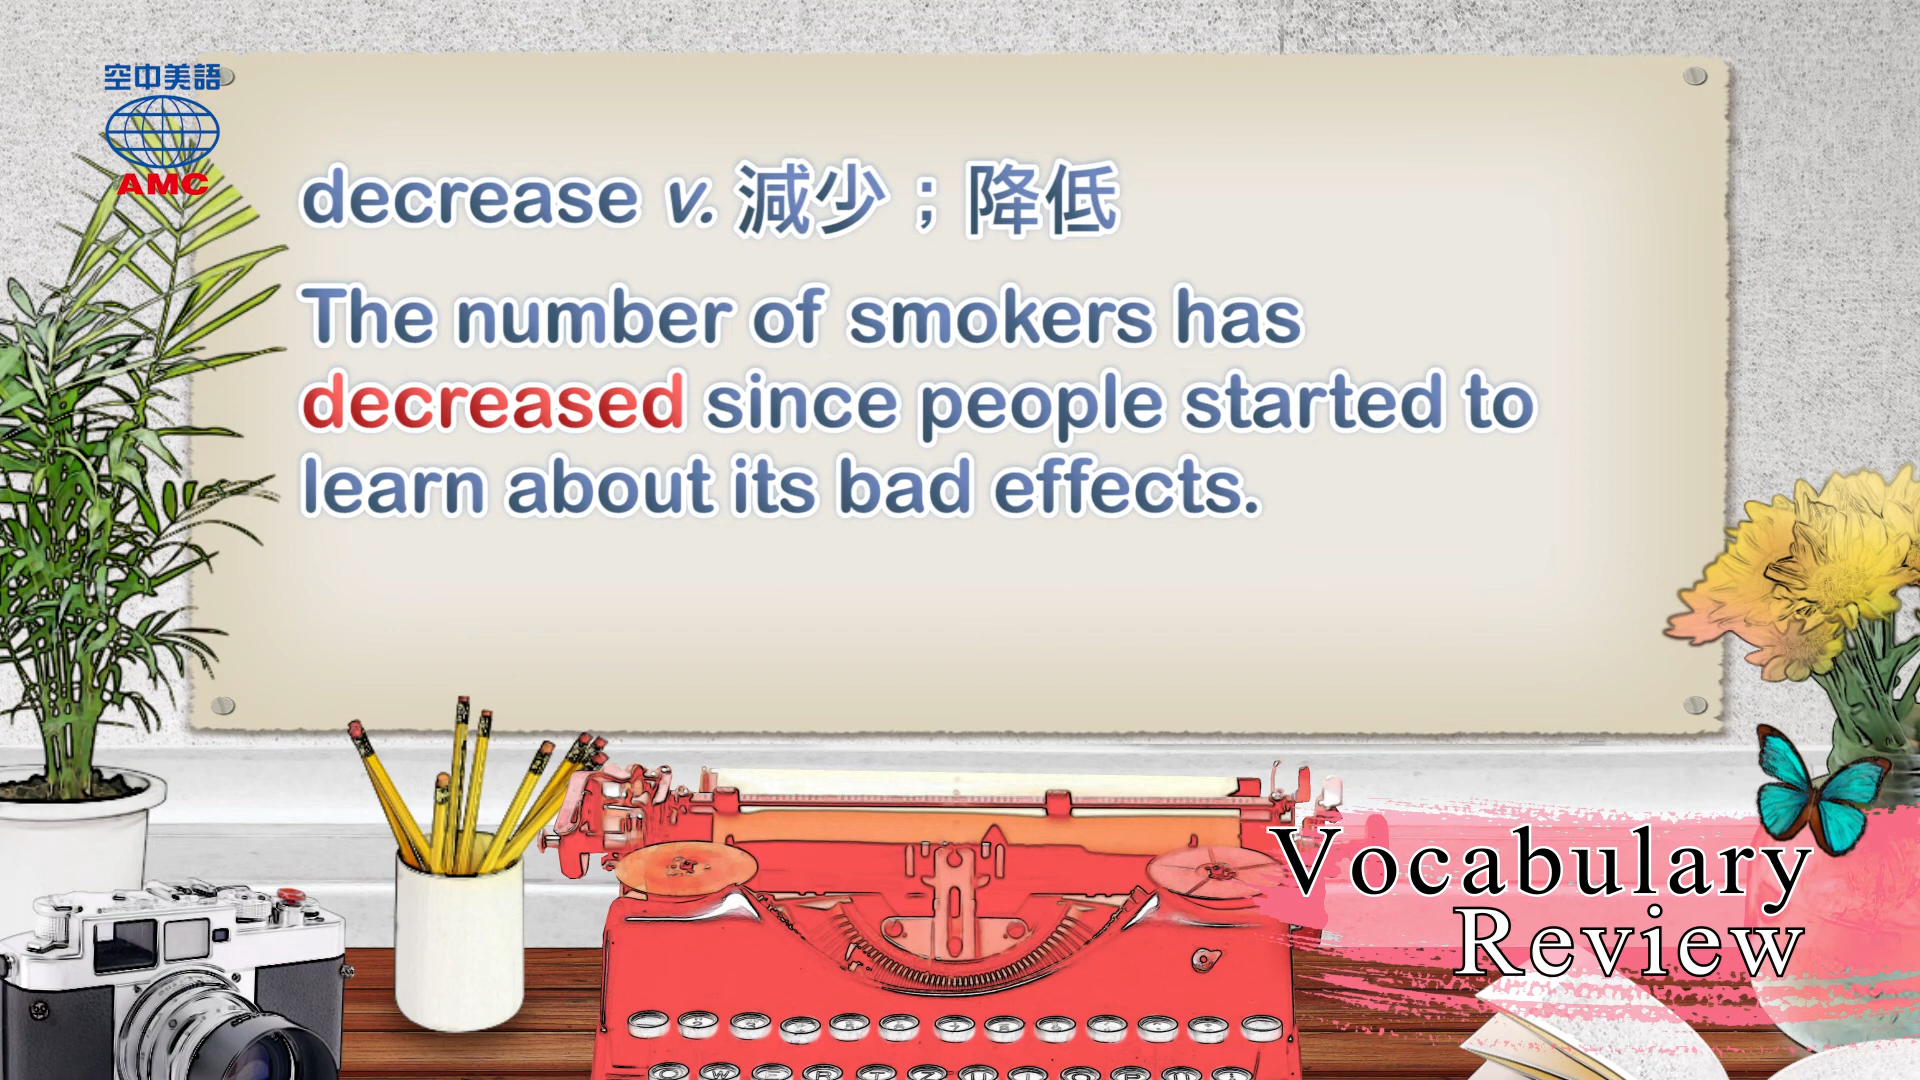 空中美語
AMC
decrease v. 減少；降低
The number of smokers has
decreased since people started to
learn about its bad effects.
Vocabulary
Review